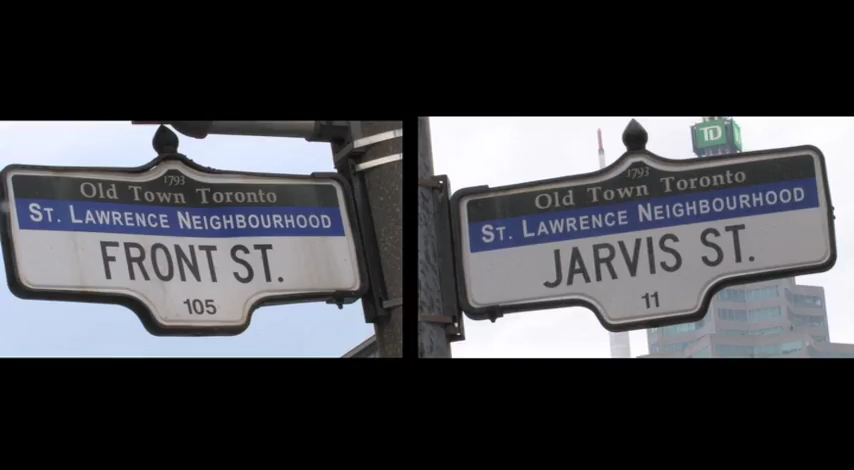 1793
Old Town Toronto
St. Lawrence Neighbourhood
FRONT ST.
105
TD
1793
Old Town Toronto
St. Lawrence Neighbourhood
JARVIS ST.
11